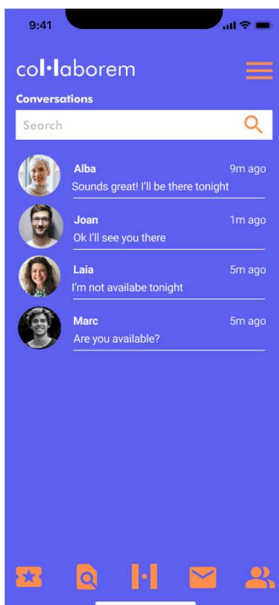 9:41
col·laborem
Conversations
Search
Alba 9m ago
Sounds great! I'll be there tonight
Joan 1m ago
Ok I'll see you there
Laia 5m ago
I'm not availabe tonight
Marc 5m ago
Are you available?
l·l